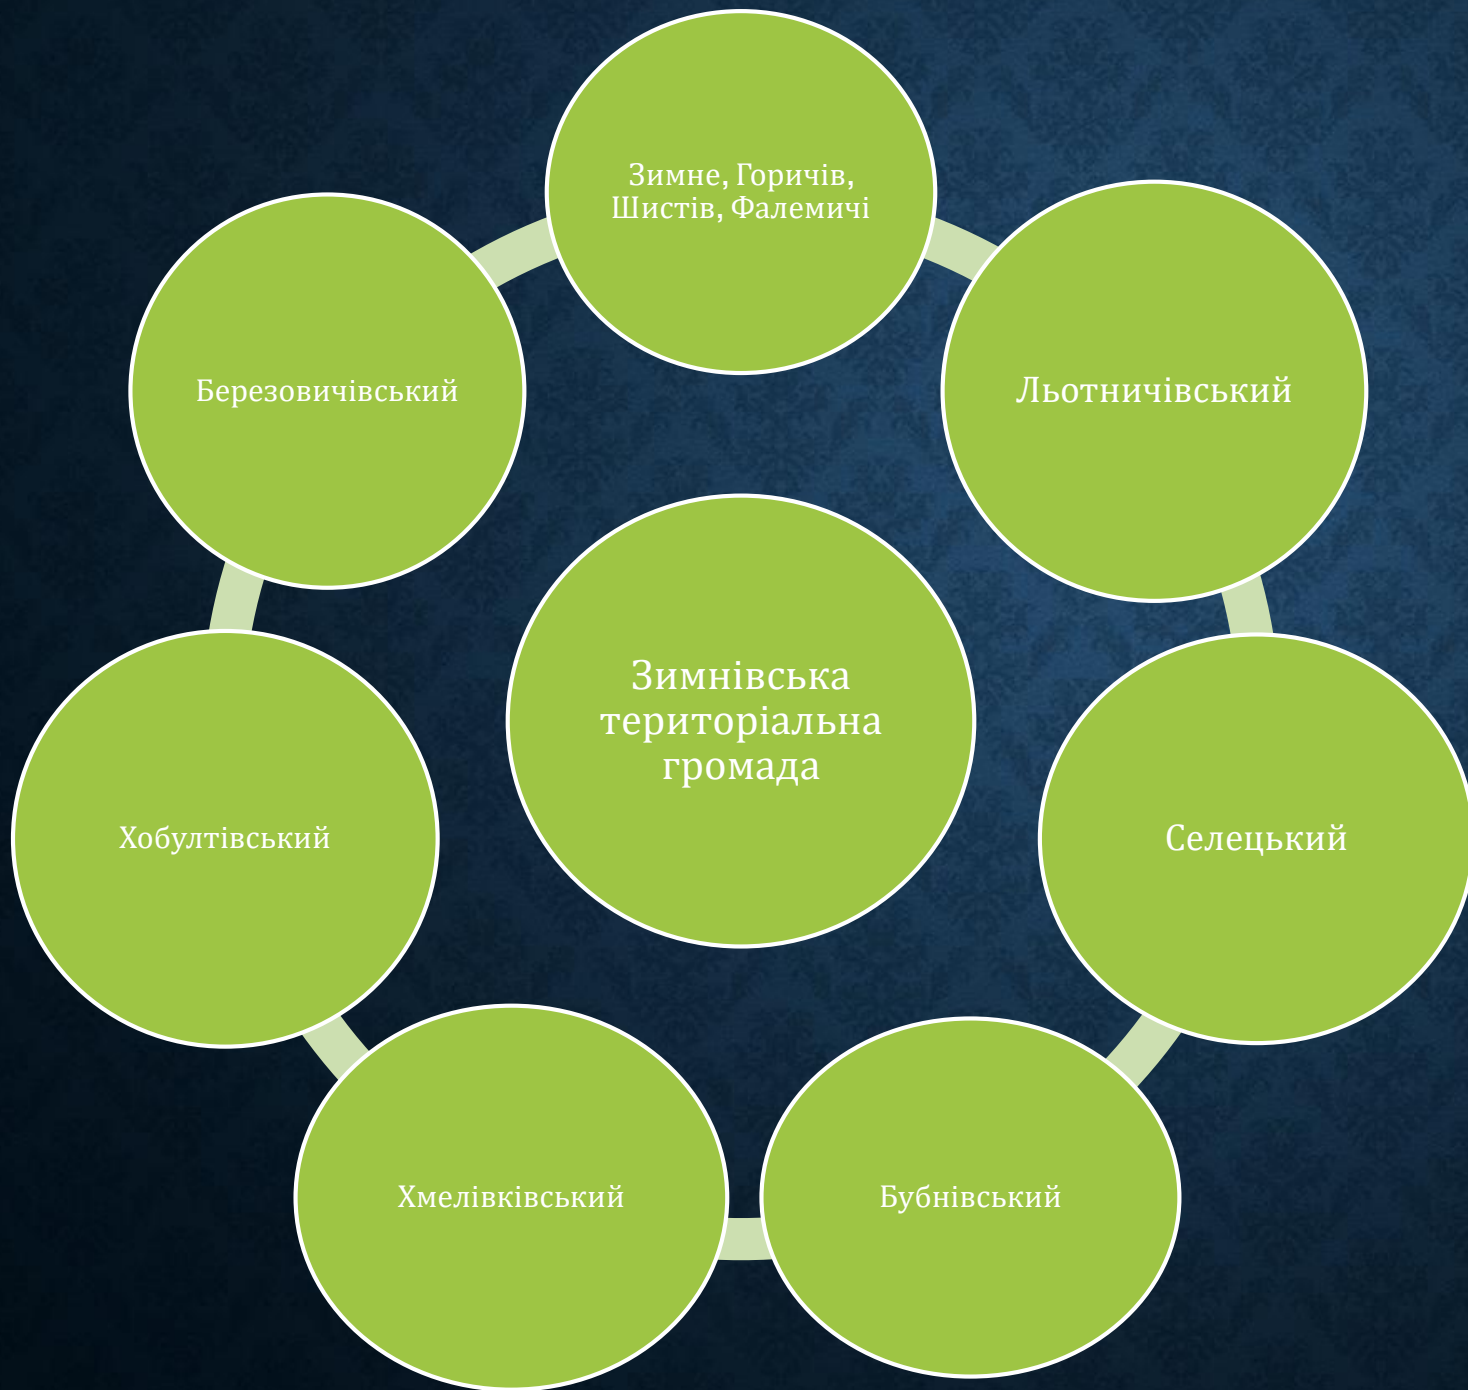 Зимне, Горичів,
Шистів, Фалемичі
Березовичівський
Льотничівський
Зимнівська
територіальна
громада
Хобултівський
Селецький
Хмелівківський
Бубнівський